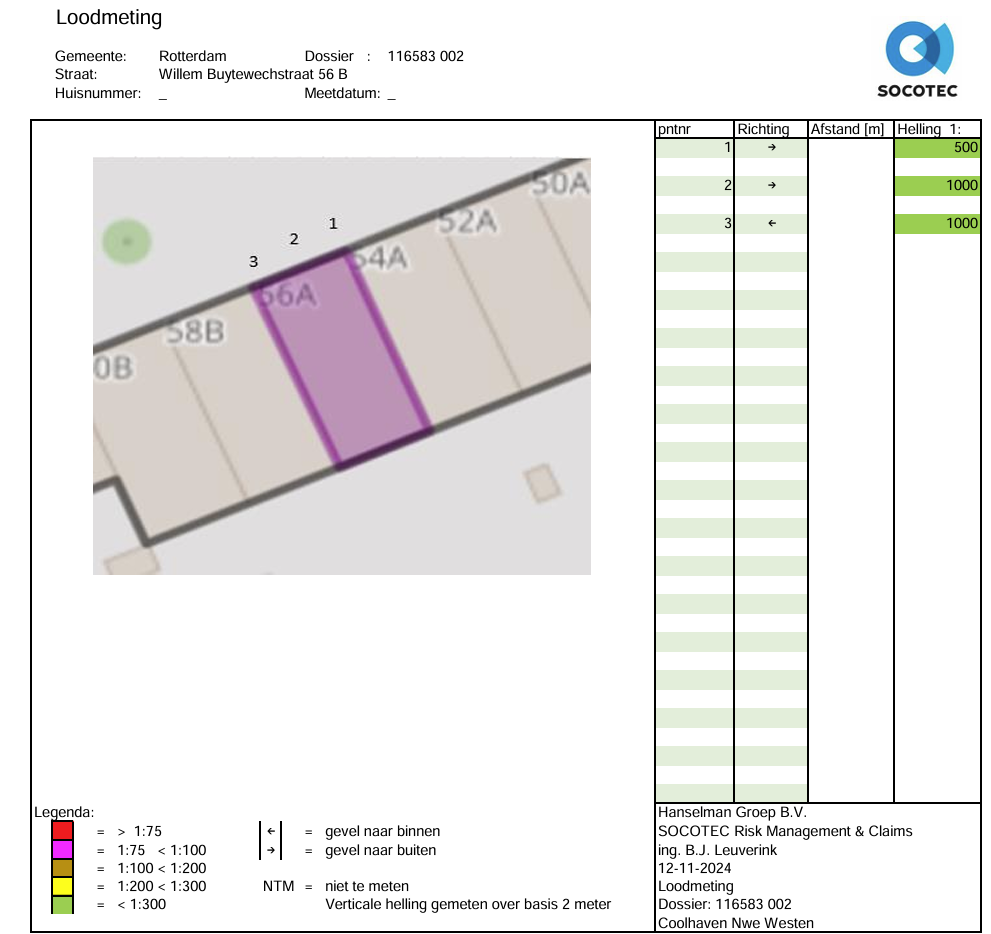 Loodmeting
Gemeente: Rotterdam Dossier : 116583 002
Straat: Willem Buytewechstraat 56 B
Huisnummer: _ Meetdatum: _
SOCOTEC
pntnr Richting Afstand [m] Helling 1:
1 → 500
2 → 1000
3 ← 1000
50A
52A
1
2
54A
3
56A
58B
0B
Legenda:
= > 1:75
= 1:75 < 1:100
= 1:100 < 1:200
= 1:200 < 1:300
= < 1:300
← = gevel naar binnen
→ = gevel naar buiten
NTM = niet te meten
Verticale helling gemeten over basis 2 meter
Hanselman Groep B.V.
SOCOTEC Risk Management & Claims
ing. B.J. Leuverink
12-11-2024
Loodmeting
Dossier: 116583 002
Coolhaven Nwe Westen